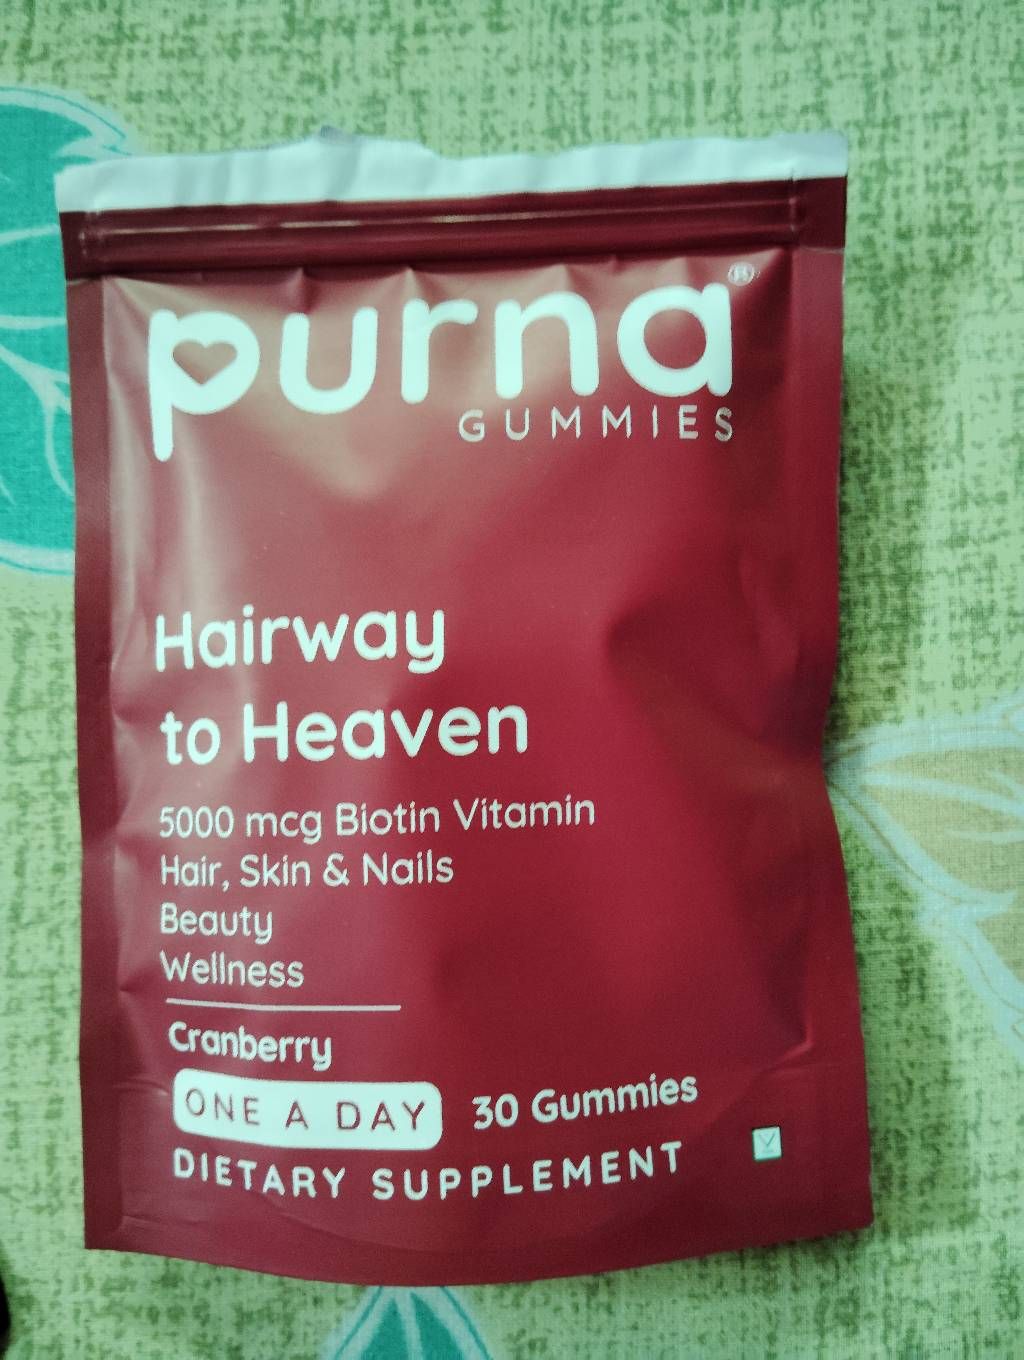 purna®
GUMMIES
Hairway
to Heaven
5000 mcg Biotin Vitamin
Hair, Skin & Nails
Beauty
Wellness
Cranberry
ONE A DAY 30 Gummies
DIETARY SUPPLEMENT